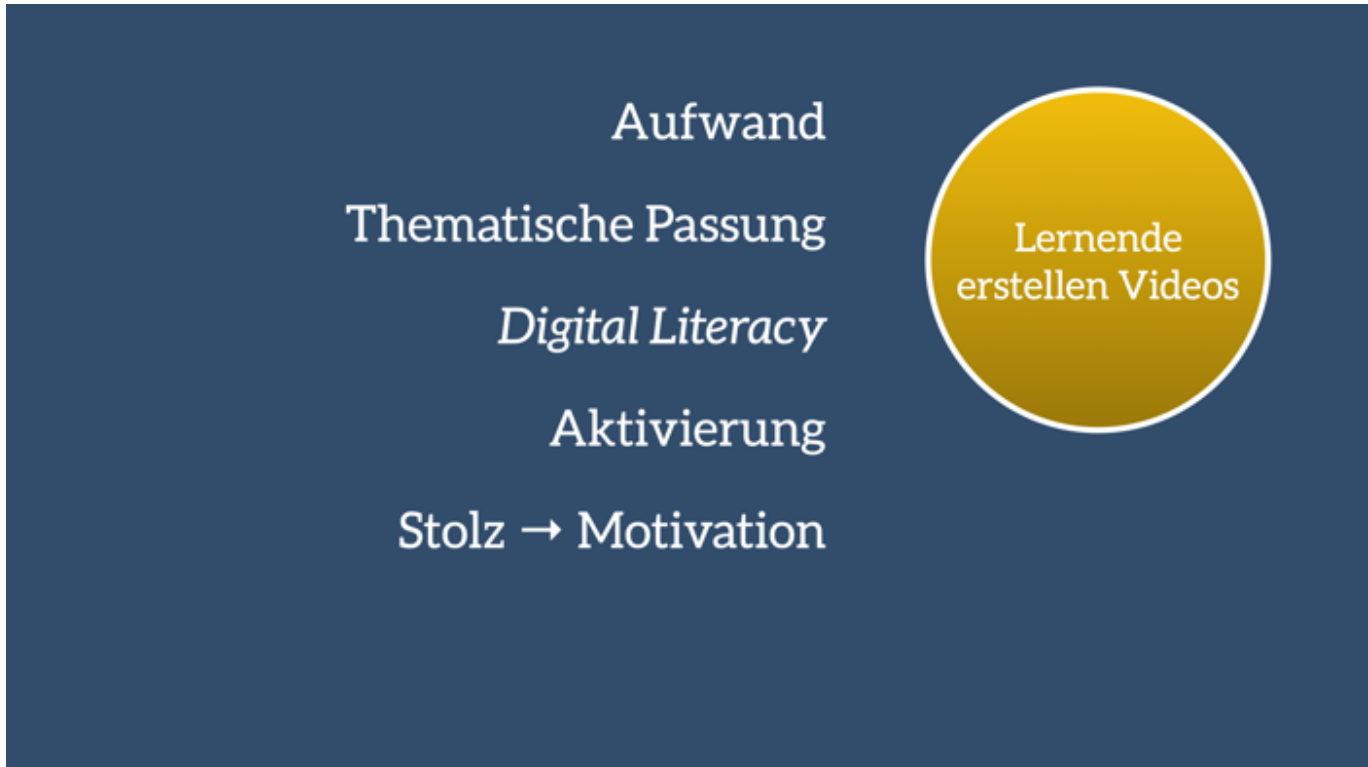 Aufwand
Thematische Passung
Digital Literacy
Aktivierung
Stolz → Motivation
Lernende
erstellen Videos